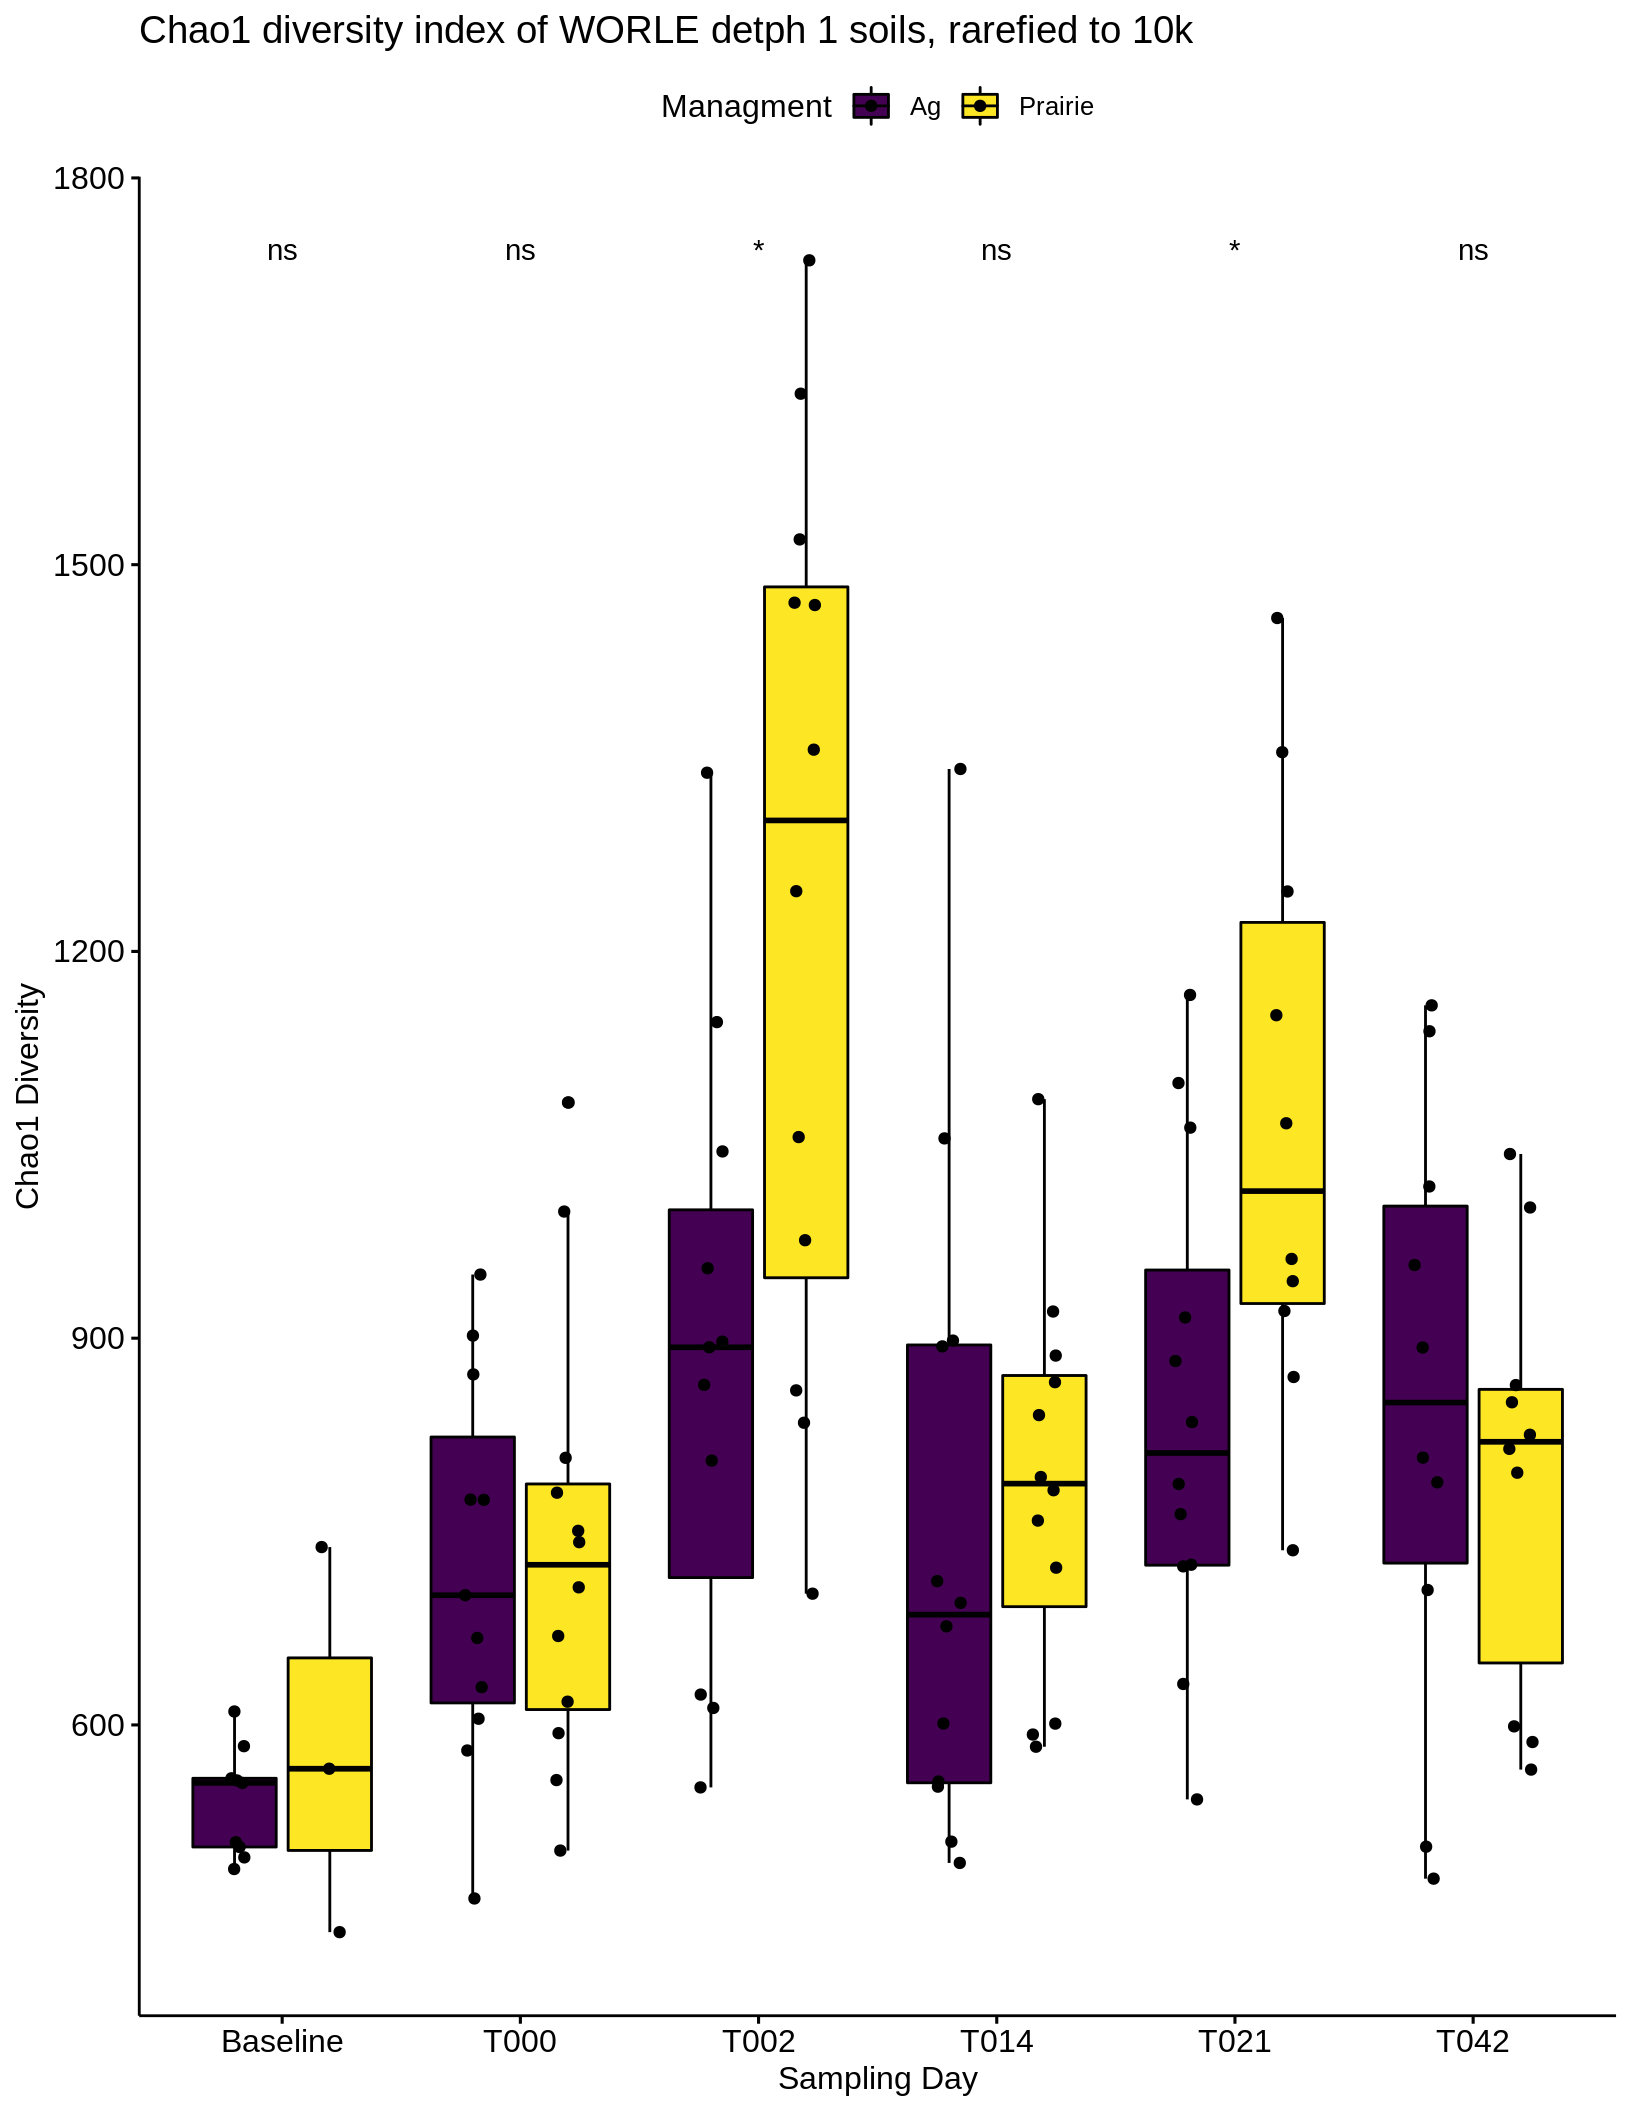 Chao1 diversity index of WORLE detph 1 soils, rarefied to 10k
Managment Ag Prairie
1800
ns ns * ns * ns
1500
1200
900
600
Chao1 Diversity
Baseline T000 T002 T014 T021 T042
Sampling Day